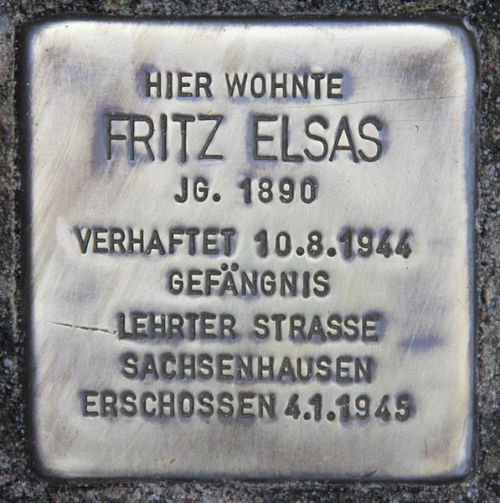 HIER WOHNTE
FRITZ ELSAS
JG. 1890
VERHAFTET 10.8.1944
GEFÄNGNIS
LEHRTER STRASSE
SACHSENHAUSEN
ERSCHOSSEN 4.1.1945